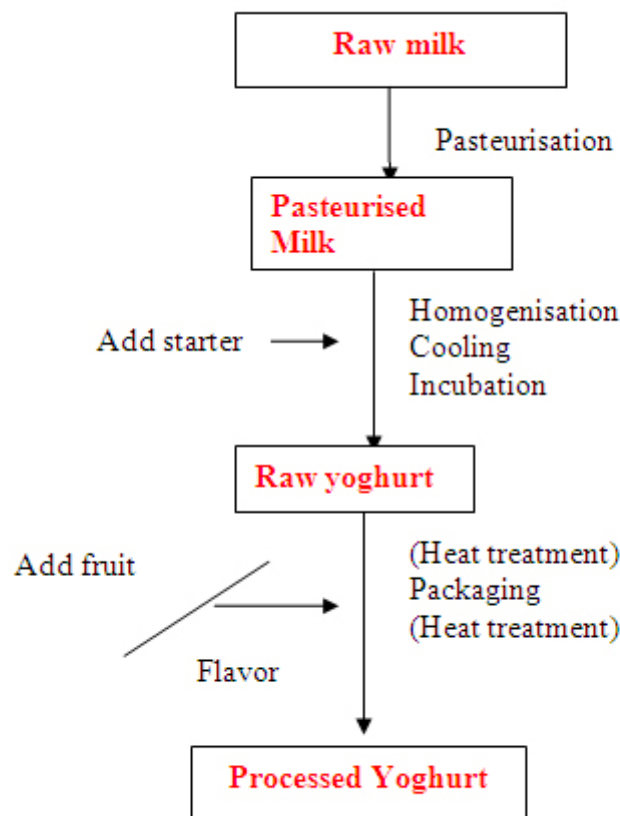 Raw milk
Pasteurisation
Pasteurised
Milk
Homogenisation
Add starter
Cooling
Incubation
Raw yoghurt
(Heat treatment)
Add fruit
Packaging
(Heat treatment)
Flavor
Processed Yoghurt